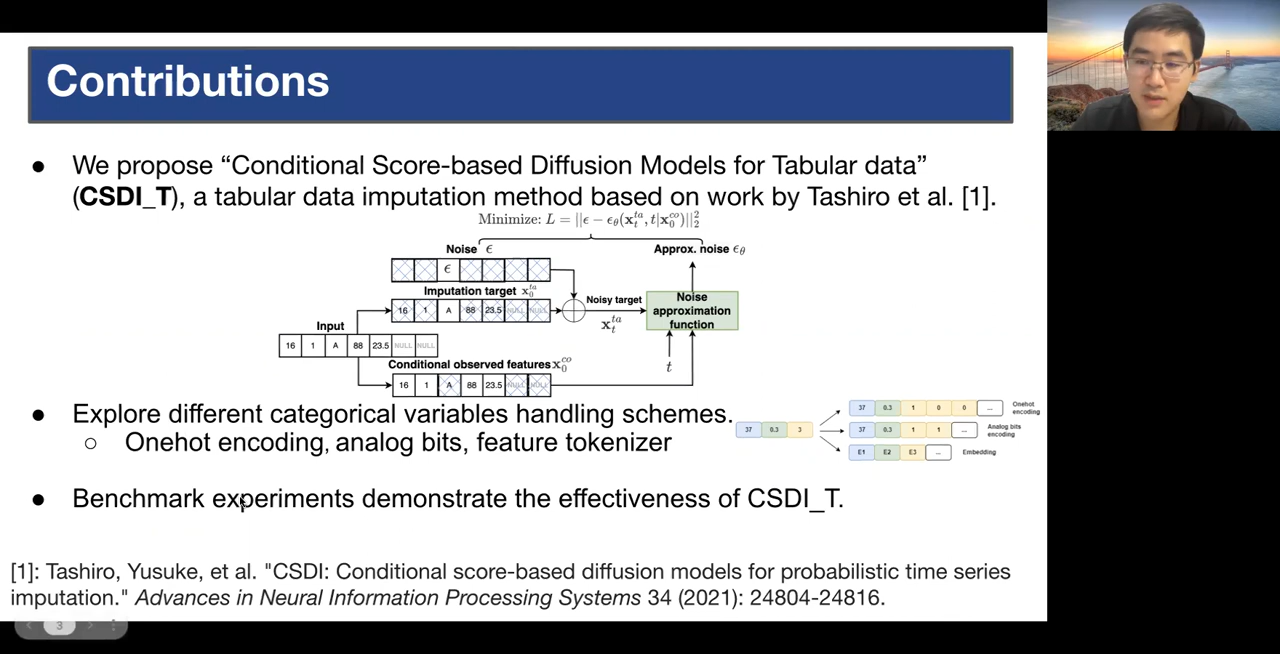 Contributions
● We propose “Conditional Score-based Diffusion Models for Tabular data”
(CSDI_T), a tabular data imputation method based on work by Tashiro et al. [1].
Minimize: L = ||ϵ − ϵ_θ(x_t^{ta}, t|x_0^{co})||_2^2
Noise ϵ
Approx. noise ϵ_θ
ϵ
Imputation target x_0^{ta}
16 1 A 88 23.5 NULL NULL
Noisy target
x_t^{ta}
Noise
approximation
function
Input
16 1 A 88 23.5 NULL NULL
t
Conditional observed features x_0^{co}
16 1 A 88 23.5 NULL NULL
● Explore different categorical variables handling schemes.
○ Onehot encoding, analog bits, feature tokenizer
37 0.3 3
37 0.3 1 0 0 ...
Onehot
encoding
37 0.3 1 1 ...
Analog bits
encoding
E1 E2 E3 ...
Embedding
● Benchmark experiments demonstrate the effectiveness of CSDI_T.
[1]: Tashiro, Yusuke, et al. "CSDI: Conditional score-based diffusion models for probabilistic time series
imputation." Advances in Neural Information Processing Systems 34 (2021): 24804-24816.
3